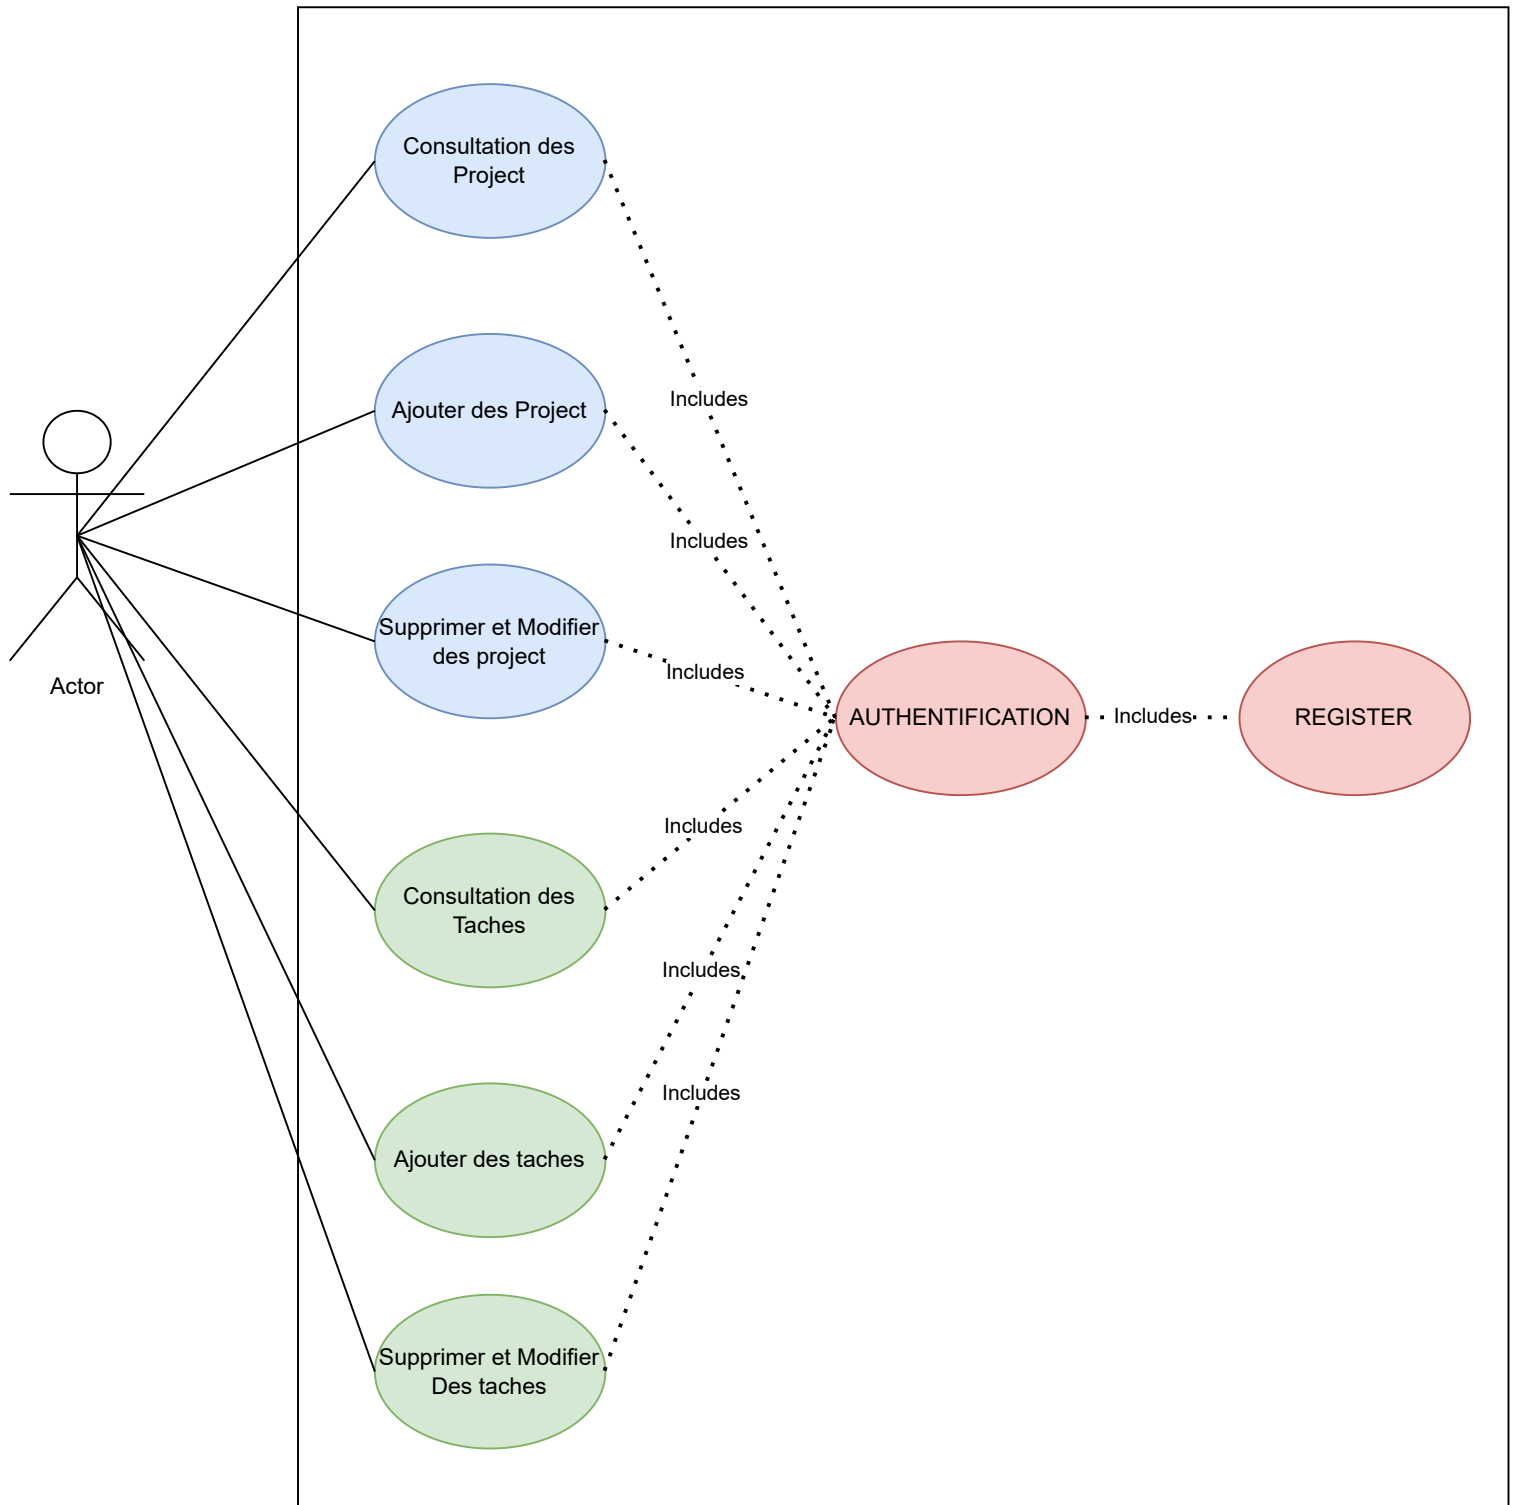 Consultation des
Project
Includes
Ajouter des Project
Includes
Supprimer et Modifier
des project
Includes
Actor
AUTHENTIFICATION
Includes
REGISTER
Includes
Consultation des
Taches
Includes
Includes
Ajouter des taches
Supprimer et Modifier
Des taches